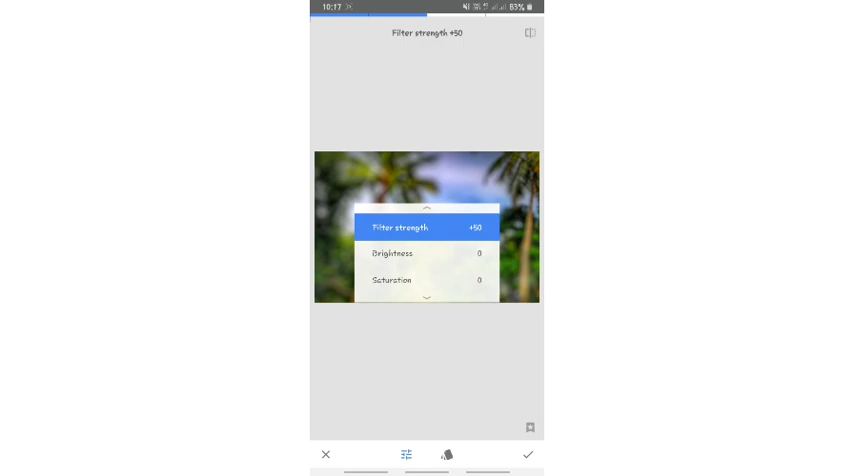 10:17
83%
Filter strength +50
Filter strength +50
Brightness 0
Saturation 0